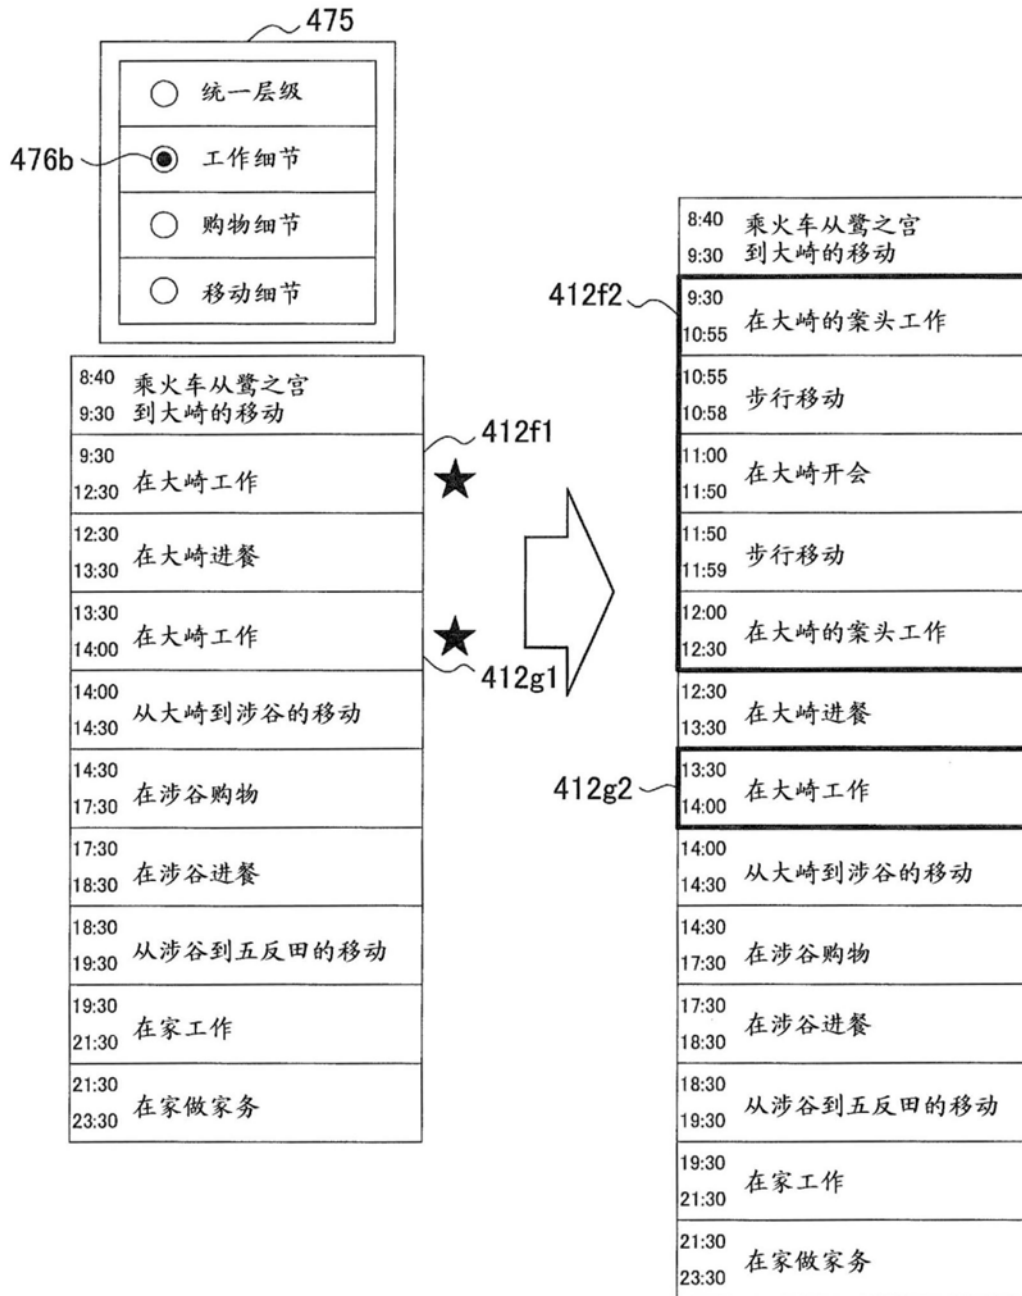 475
统一层级
476b
工作细节
购物细节
移动细节
8:40
9:30
乘火车从鹭之宫
到大崎的移动
412f1
9:30
12:30
在大崎工作
12:30
13:30
在大崎进餐
13:30
14:00
在大崎工作
412g1
14:00
14:30
从大崎到涉谷的移动
14:30
17:30
在涉谷购物
17:30
18:30
在涉谷进餐
18:30
19:30
从涉谷到五反田的移动
19:30
21:30
在家工作
21:30
23:30
在家做家务
8:40
9:30
乘火车从鹭之宫
到大崎的移动
412f2
9:30
10:55
在大崎的案头工作
10:55
10:58
步行移动
11:00
11:50
在大崎开会
11:50
11:59
步行移动
12:00
12:30
在大崎的案头工作
12:30
13:30
在大崎进餐
412g2
13:30
14:00
在大崎工作
14:00
14:30
从大崎到涉谷的移动
14:30
17:30
在涉谷购物
17:30
18:30
在涉谷进餐
18:30
19:30
从涉谷到五反田的移动
19:30
21:30
在家工作
21:30
23:30
在家做家务